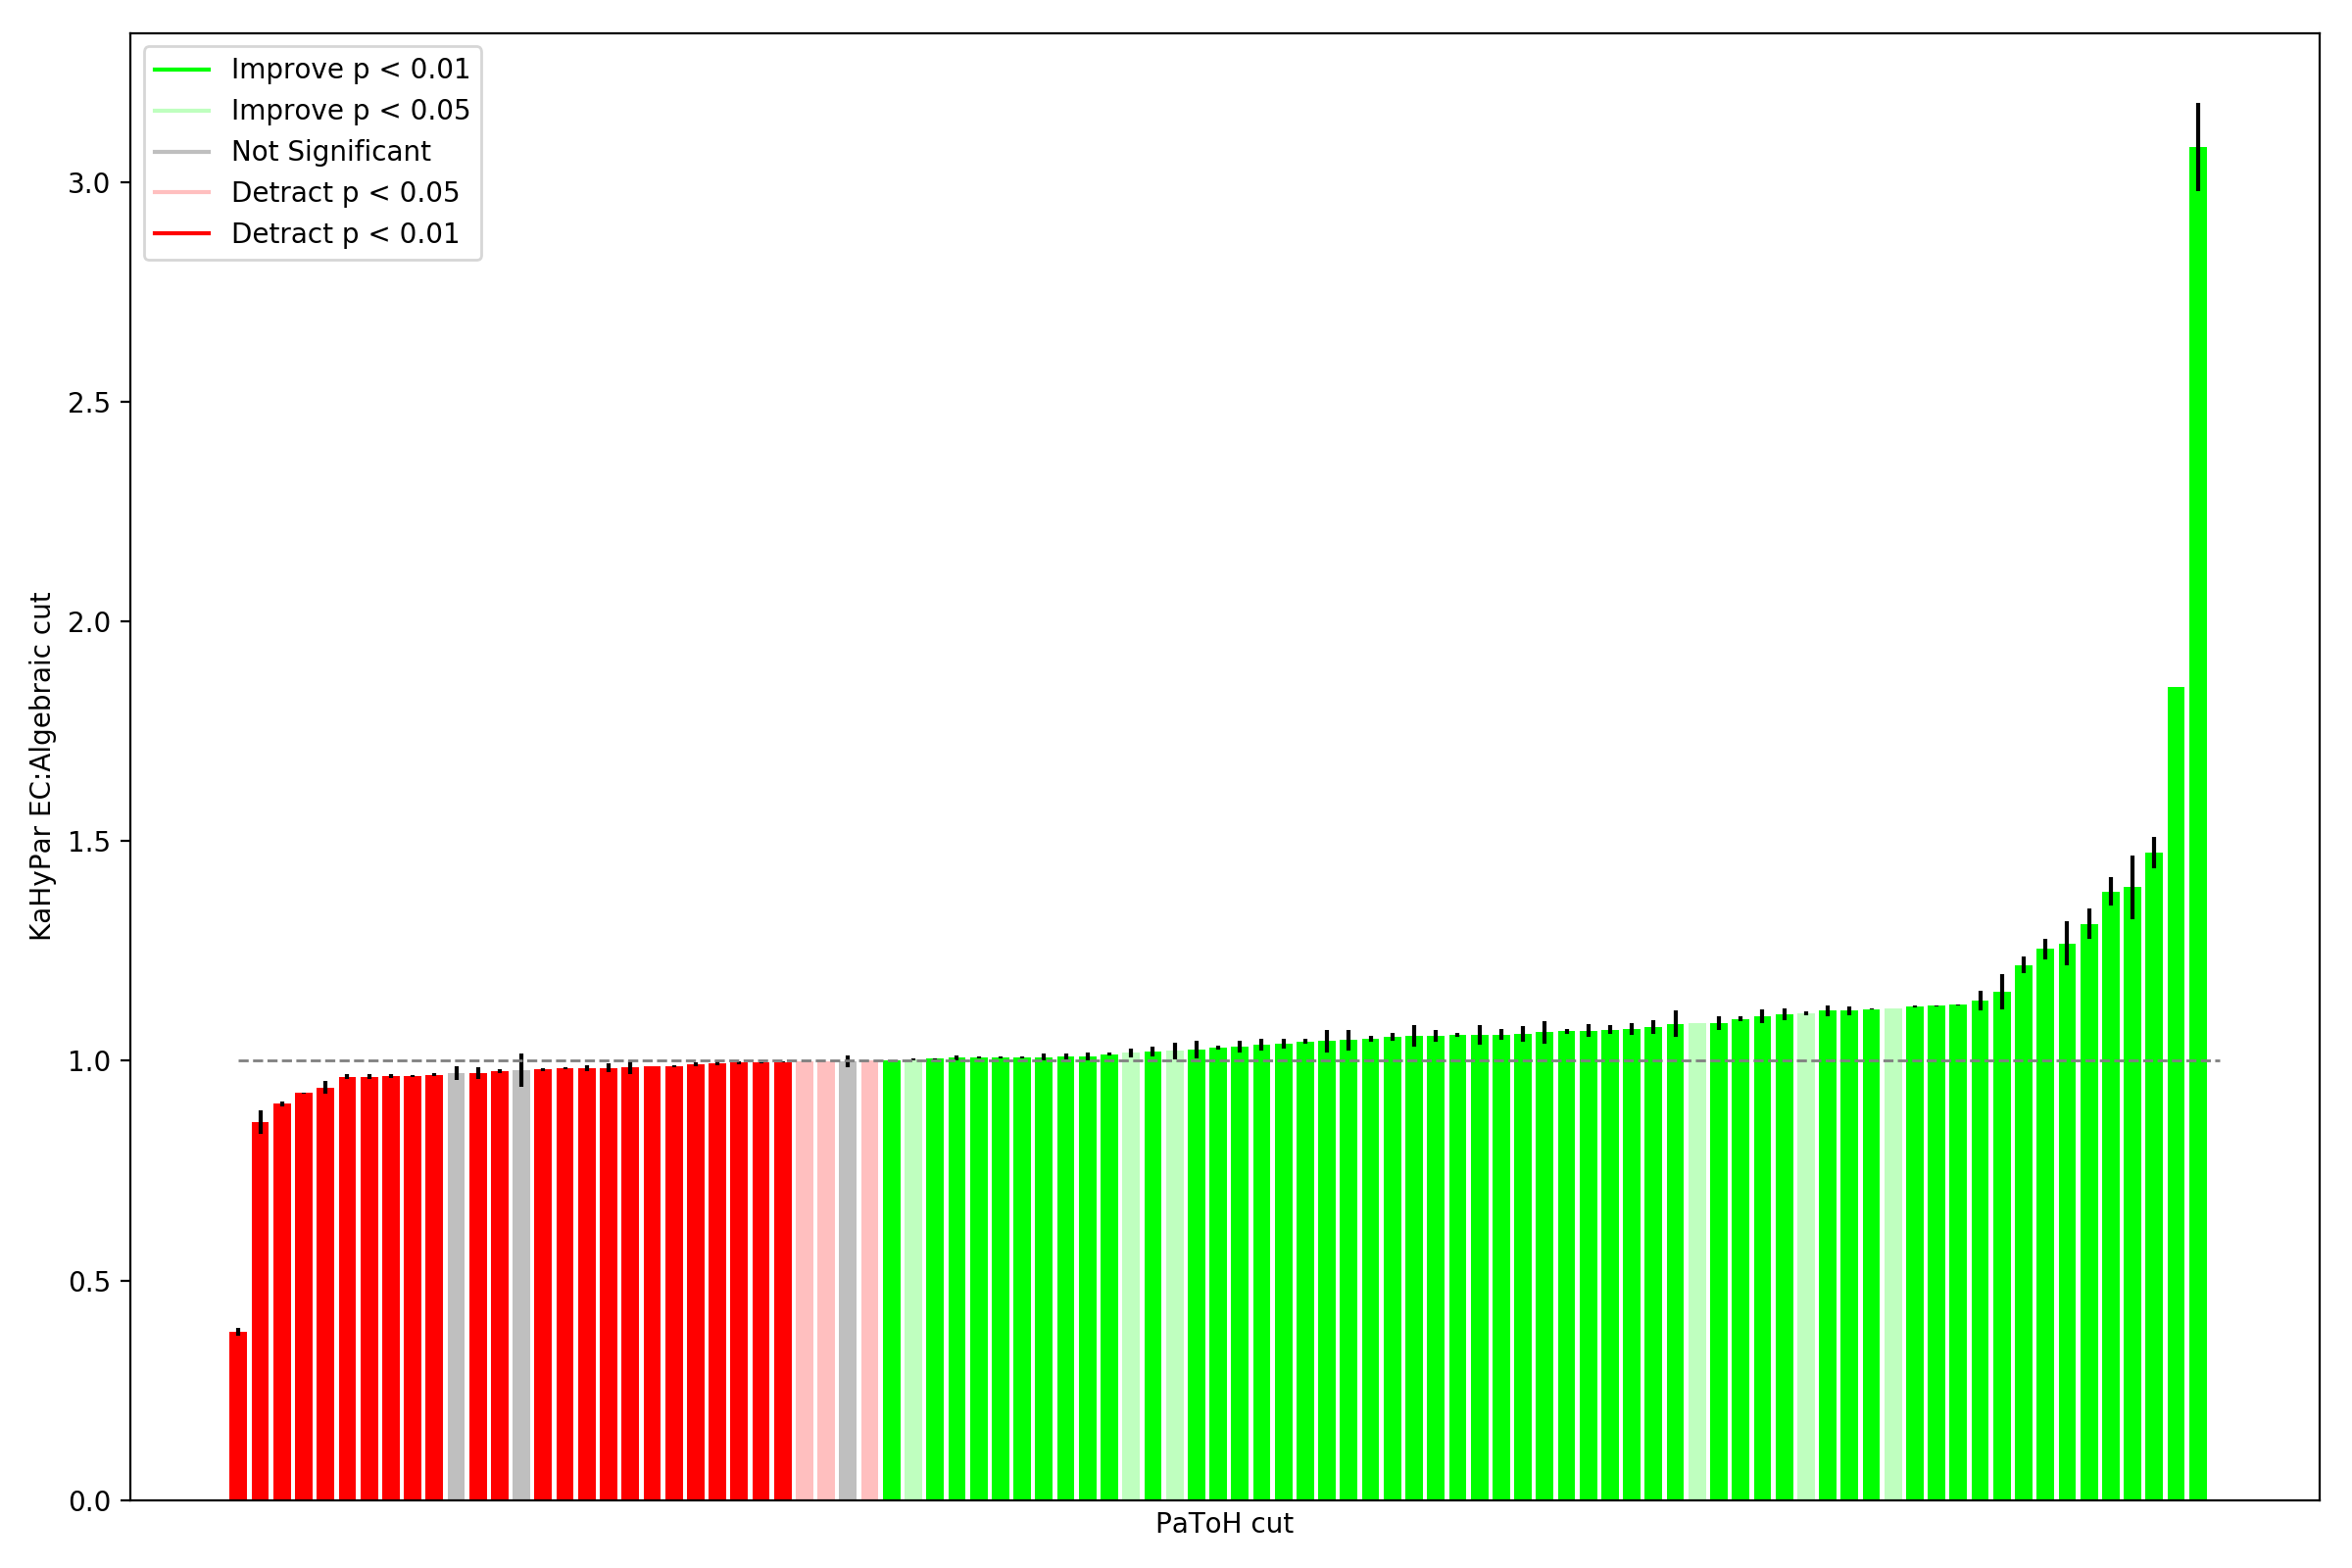 Improve p < 0.01
Improve p < 0.05
Not Significant
Detract p < 0.05
Detract p < 0.01
3.0
2.5
2.0
1.5
1.0
0.5
0.0
KaHyPar EC:Algebraic cut
PaToH cut